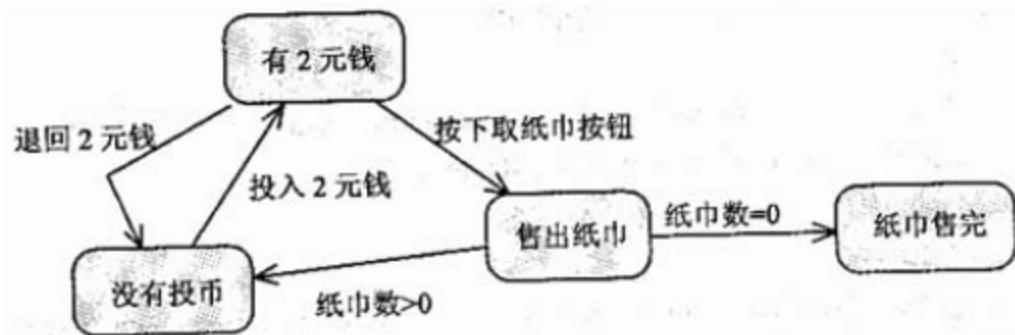 有 2 元钱
退回 2 元钱
按下取纸巾按钮
投入 2 元钱
售出纸巾
纸巾数=0
纸巾售完
没有投币
纸巾数>0